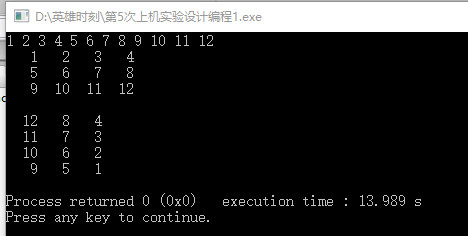 D:\英雄时刻\第5次上机实验设计编程1.exe
1 2 3 4 5 6 7 8 9 10 11 12
1 2 3 4
5 6 7 8
9 10 11 12
12 8 4
11 7 3
10 6 2
9 5 1
Process returned 0 (0x0) execution time : 13.989 s
Press any key to continue.